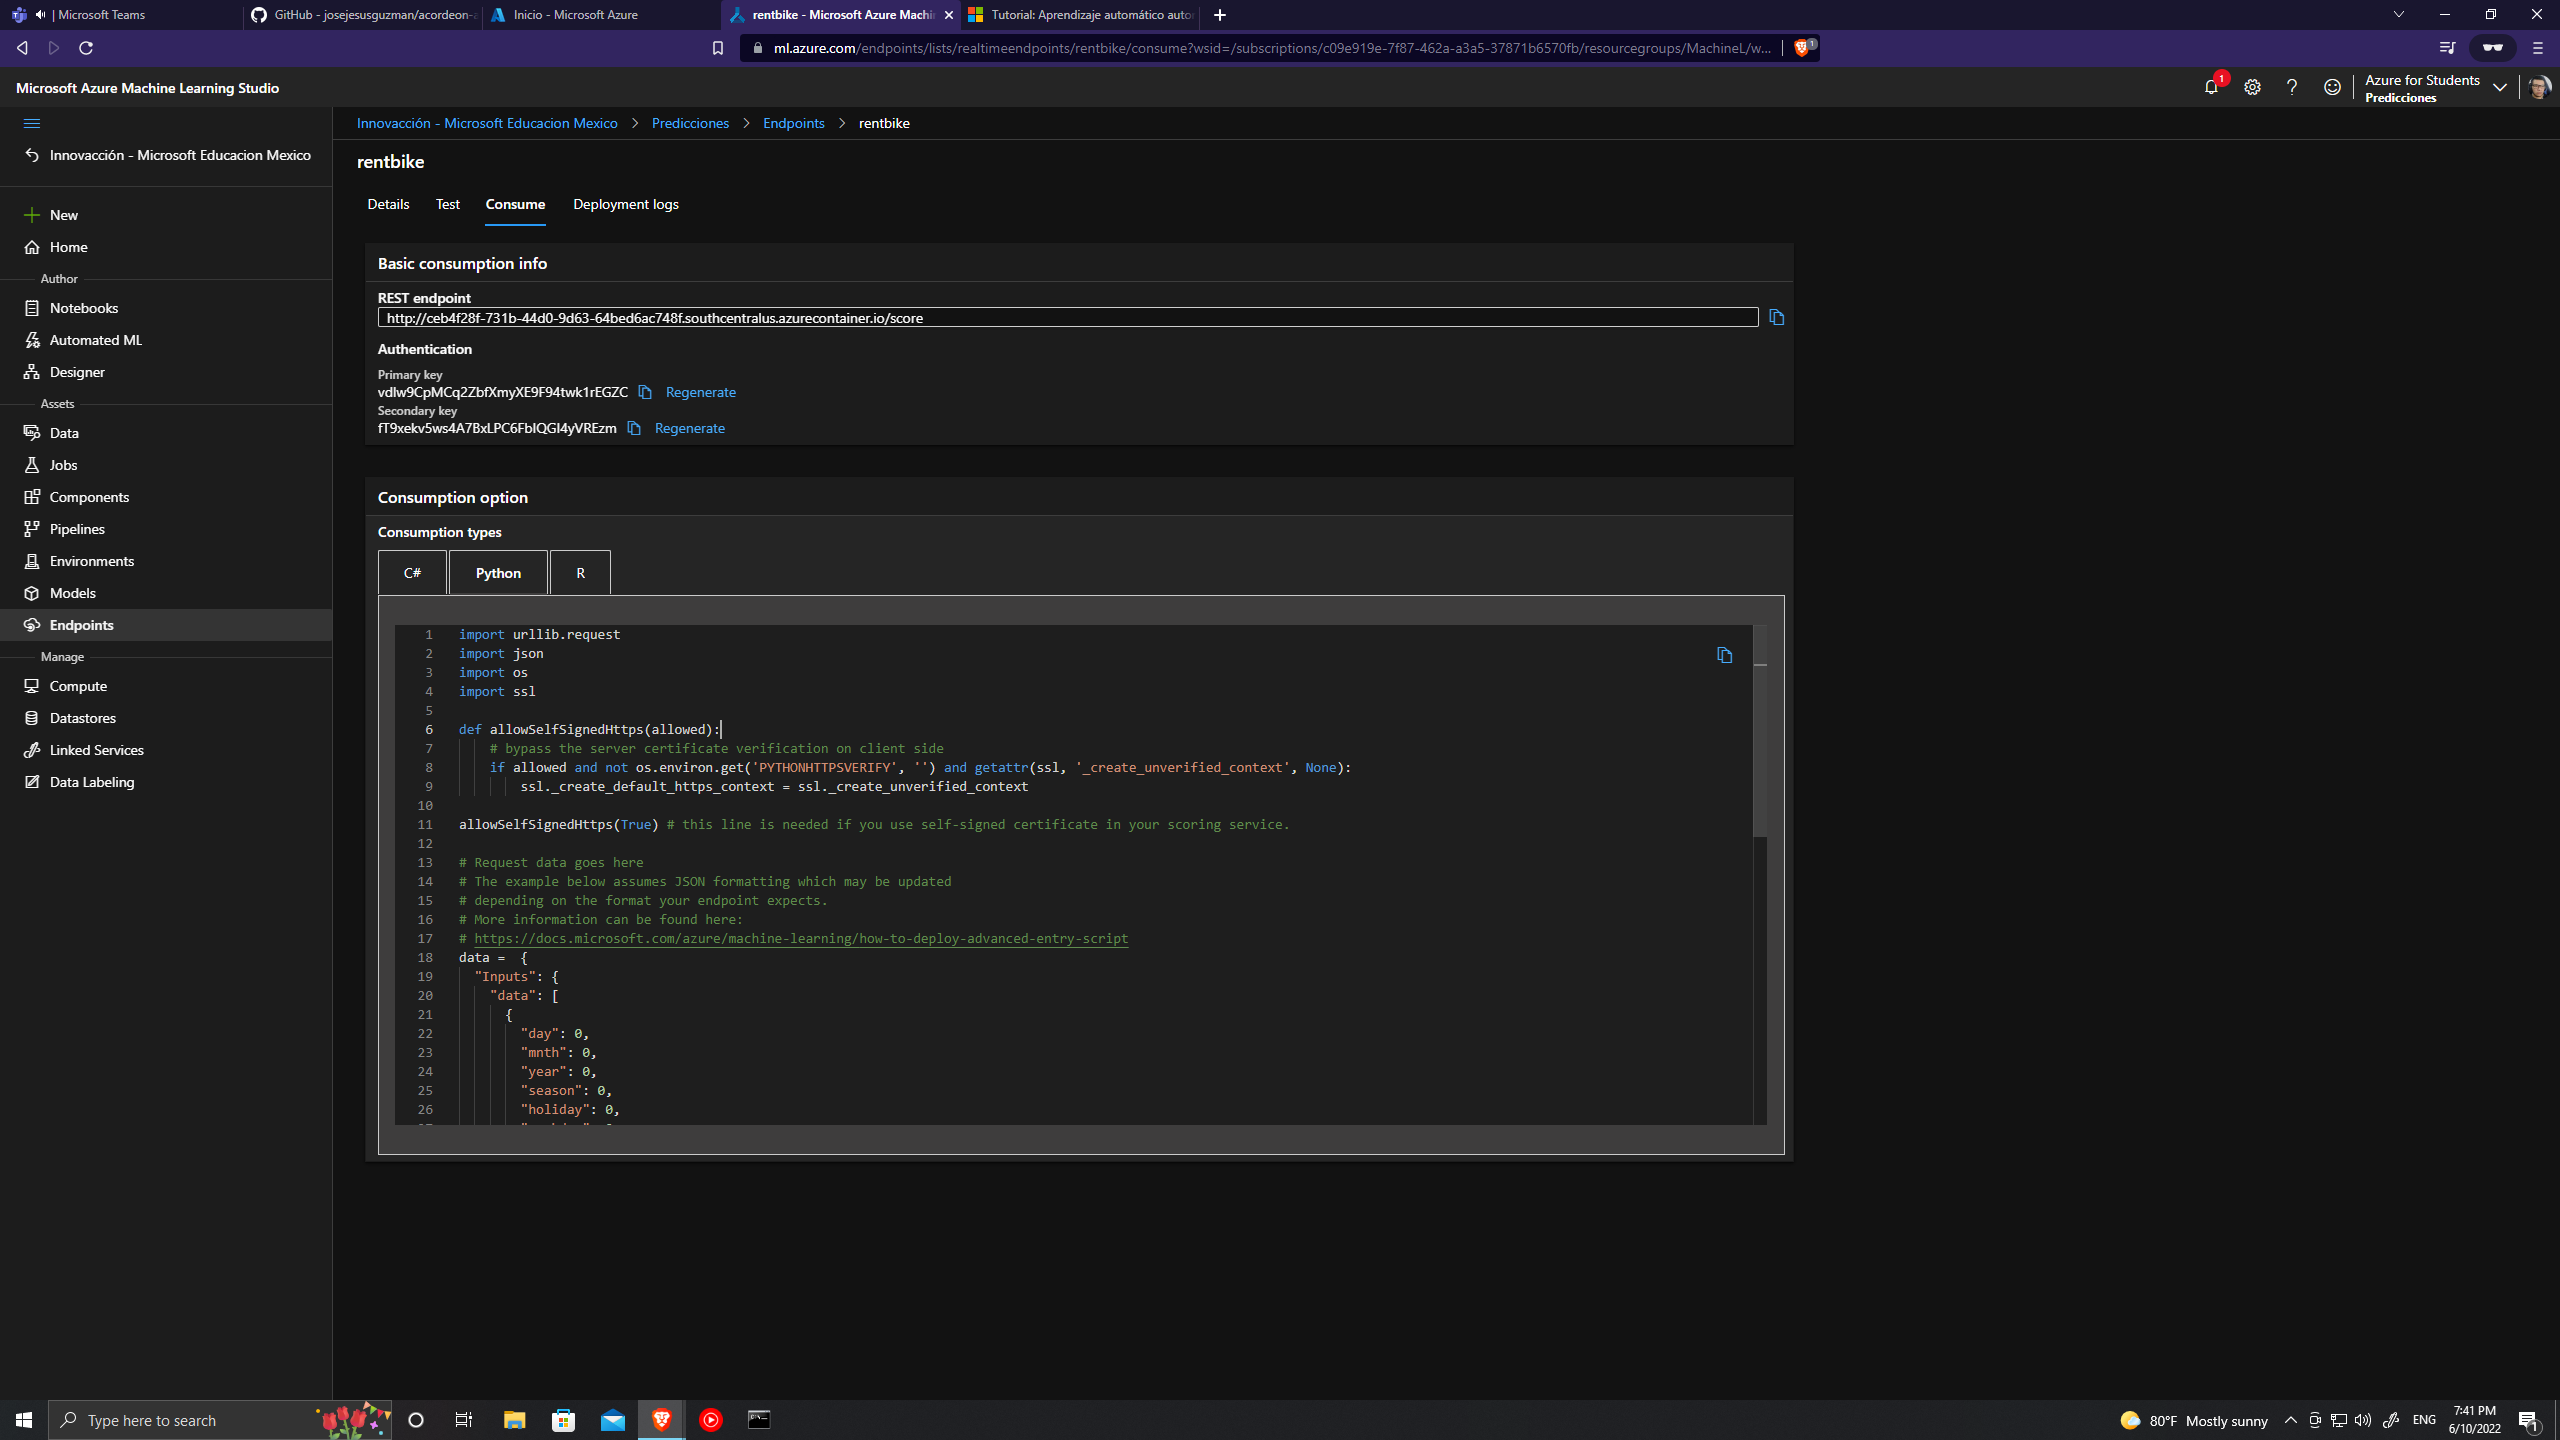 | Microsoft Teams
GitHub - josejesusguzman/acordeon-
Inicio - Microsoft Azure
rentbike - Microsoft Azure Machi
Tutorial: Aprendizaje automático auto
ml.azure.com/endpoints/lists/realtimeendpoints/rentbike/consume?wsid=/subscriptions/c09e919e-7f87-462a-a3a5-37871b6570fb/resourcegroups/MachineL/w...
1
Microsoft Azure Machine Learning Studio
1
Azure for Students
Predicciones
Innovacción - Microsoft Educacion Mexico
New
Home
Author
Notebooks
Automated ML
Designer
Assets
Data
Jobs
Components
Pipelines
Environments
Models
Endpoints
Manage
Compute
Datastores
Linked Services
Data Labeling
Innovacción - Microsoft Educacion Mexico > Predicciones > Endpoints > rentbike
rentbike
Details Test Consume Deployment logs
Basic consumption info
REST endpoint
http://ceb4f28f-731b-44d0-9d63-64bed6ac748f.southcentralus.azurecontainer.io/score
Authentication
Primary key
vdlw9CpMCq2ZbfXmyXE9F94twk1rEGZC Regenerate
Secondary key
fT9xekv5ws4A7BxLPC6FbIQGI4yVREzm Regenerate
Consumption option
Consumption types
C# Python R
1 import urllib.request
2 import json
3 import os
4 import ssl
5
6 def allowSelfSignedHttps(allowed):
7 # bypass the server certificate verification on client side
8 if allowed and not os.environ.get('PYTHONHTTPSVERIFY', '') and getattr(ssl, '_create_unverified_context', None):
9 ssl._create_default_https_context = ssl._create_unverified_context
10
11 allowSelfSignedHttps(True) # this line is needed if you use self-signed certificate in your scoring service.
12
13 # Request data goes here
14 # The example below assumes JSON formatting which may be updated
15 # depending on the format your endpoint expects.
16 # More information can be found here:
17 # https://docs.microsoft.com/azure/machine-learning/how-to-deploy-advanced-entry-script
18 data = {
19 "Inputs": {
20 "data": [
21 {
22 "day": 0,
23 "mnth": 0,
24 "year": 0,
25 "season": 0,
26 "holiday": 0,
Type here to search
80°F Mostly sunny
ENG
7:41 PM
6/10/2022
1